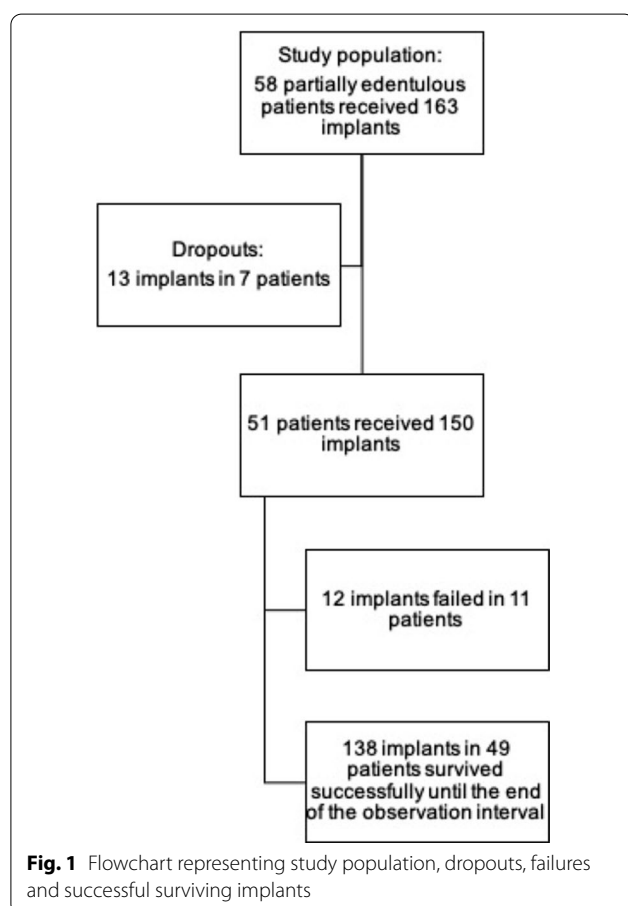 Study population:
58 partially edentulous
patients received 163
implants
Dropouts:
13 implants in 7 patients
51 patients received 150
implants
12 implants failed in 11
patients
138 implants in 49
patients survived
successfully until the end
of the observation interval
Fig. 1 Flowchart representing study population, dropouts, failures
and successful surviving implants